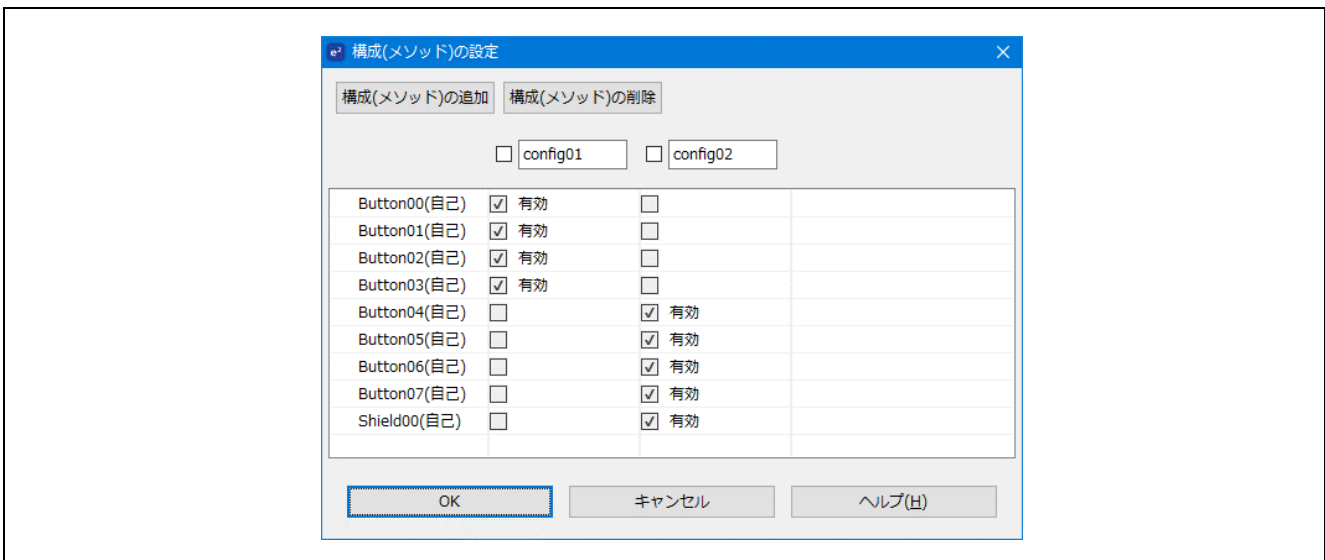 e² 構成(メソッド)の設定
構成(メソッド)の追加 構成(メソッド)の削除
config01 config02
Button00(自己) 有効
Button01(自己) 有効
Button02(自己) 有効
Button03(自己) 有効
Button04(自己) 有効
Button05(自己) 有効
Button06(自己) 有効
Button07(自己) 有効
Shield00(自己) 有効
OK キャンセル ヘルプ(H)